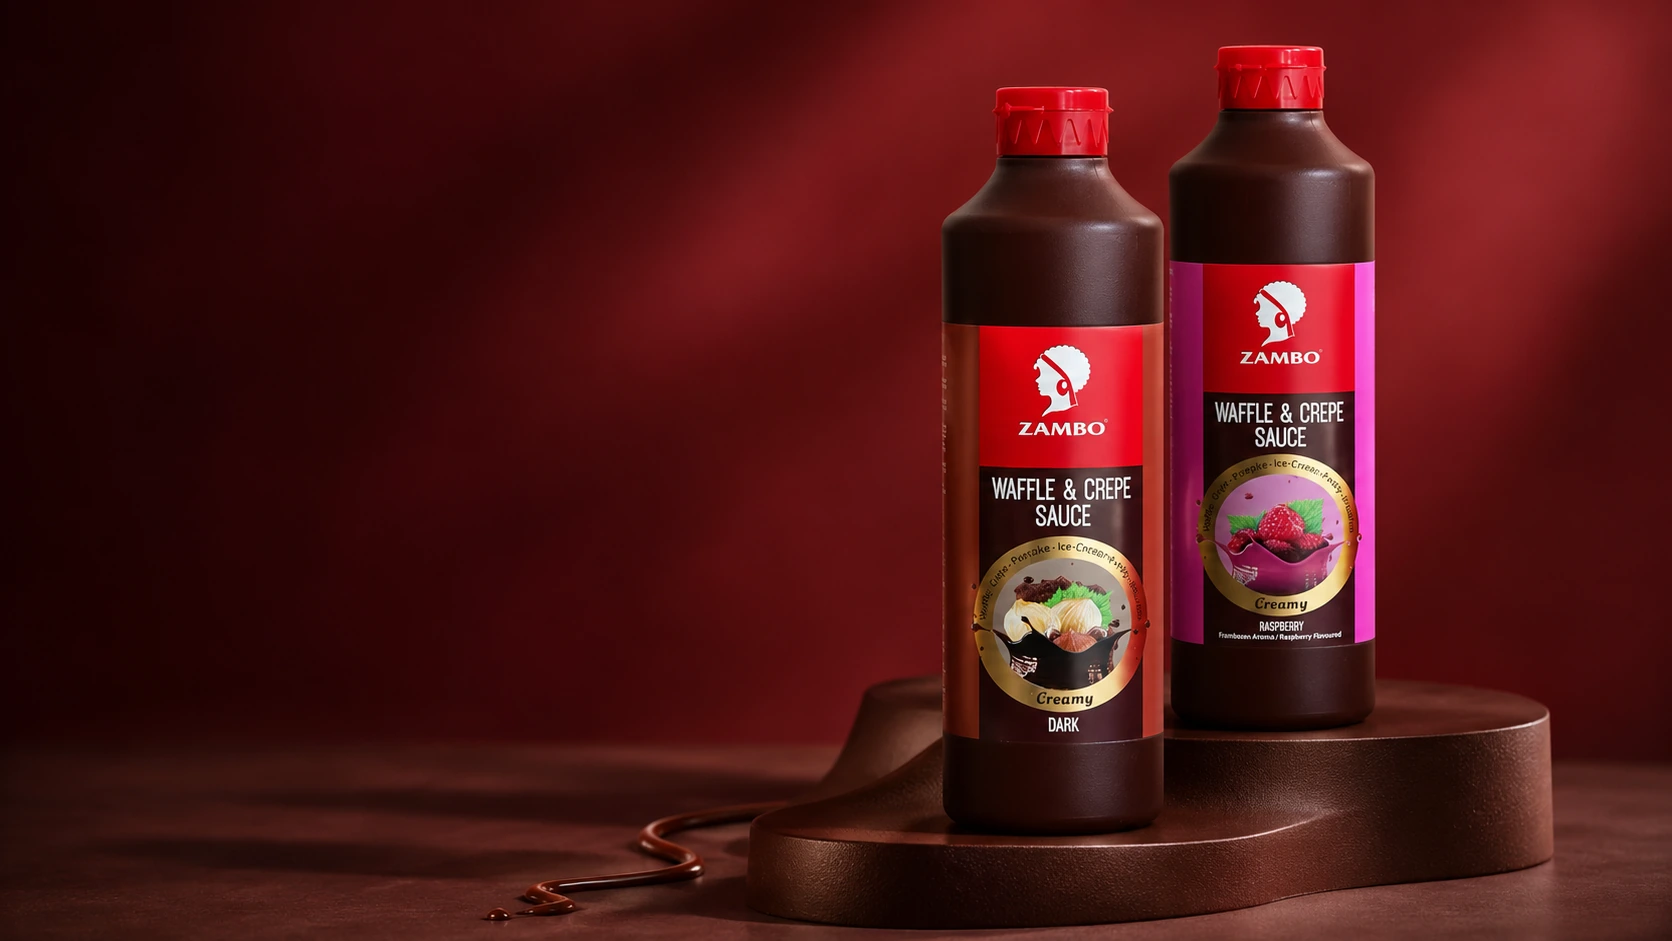 ZAMBO®
WAFFLE & CREPE
SAUCE
Creamy
DARK
ZAMBO®
WAFFLE & CREPE
SAUCE
Creamy
RASPBERRY
Frambozen Aroma / Raspberry Flavoured